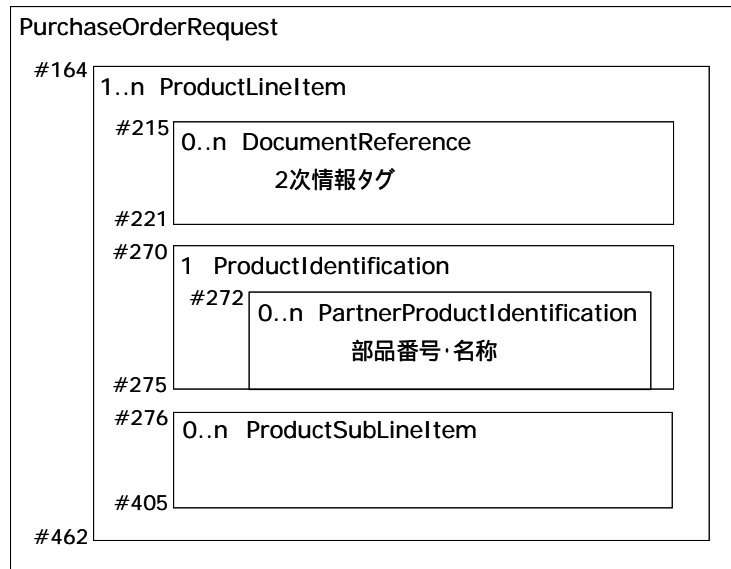 PurchaseOrderRequest
#164
1..n ProductLineItem
#215
0..n DocumentReference
2次情報タグ
#221
#270
1 ProductIdentification
#272
0..n PartnerProductIdentification
部品番号･名称
#275
#276
0..n ProductSubLineItem
#405
#462